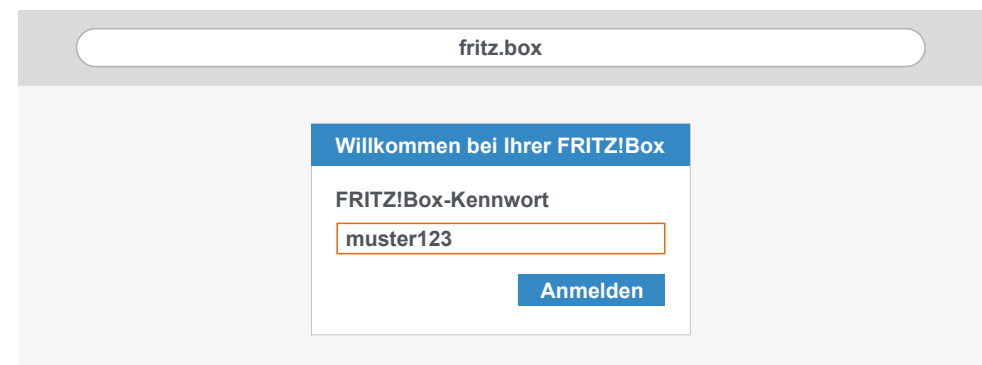 fritz.box
Willkommen bei Ihrer FRITZ!Box
FRITZ!Box-Kennwort
muster123
Anmelden